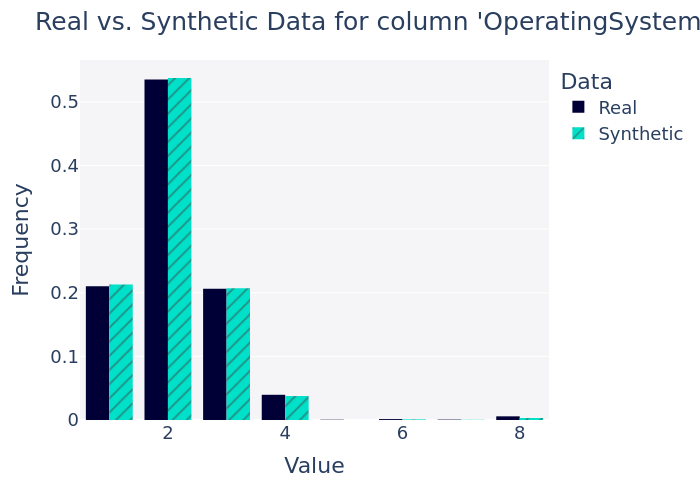 Real vs. Synthetic Data for column 'OperatingSystem
Data
Real
Synthetic
Frequency
0.5
0.4
0.3
0.2
0.1
0
2
4
6
8
Value